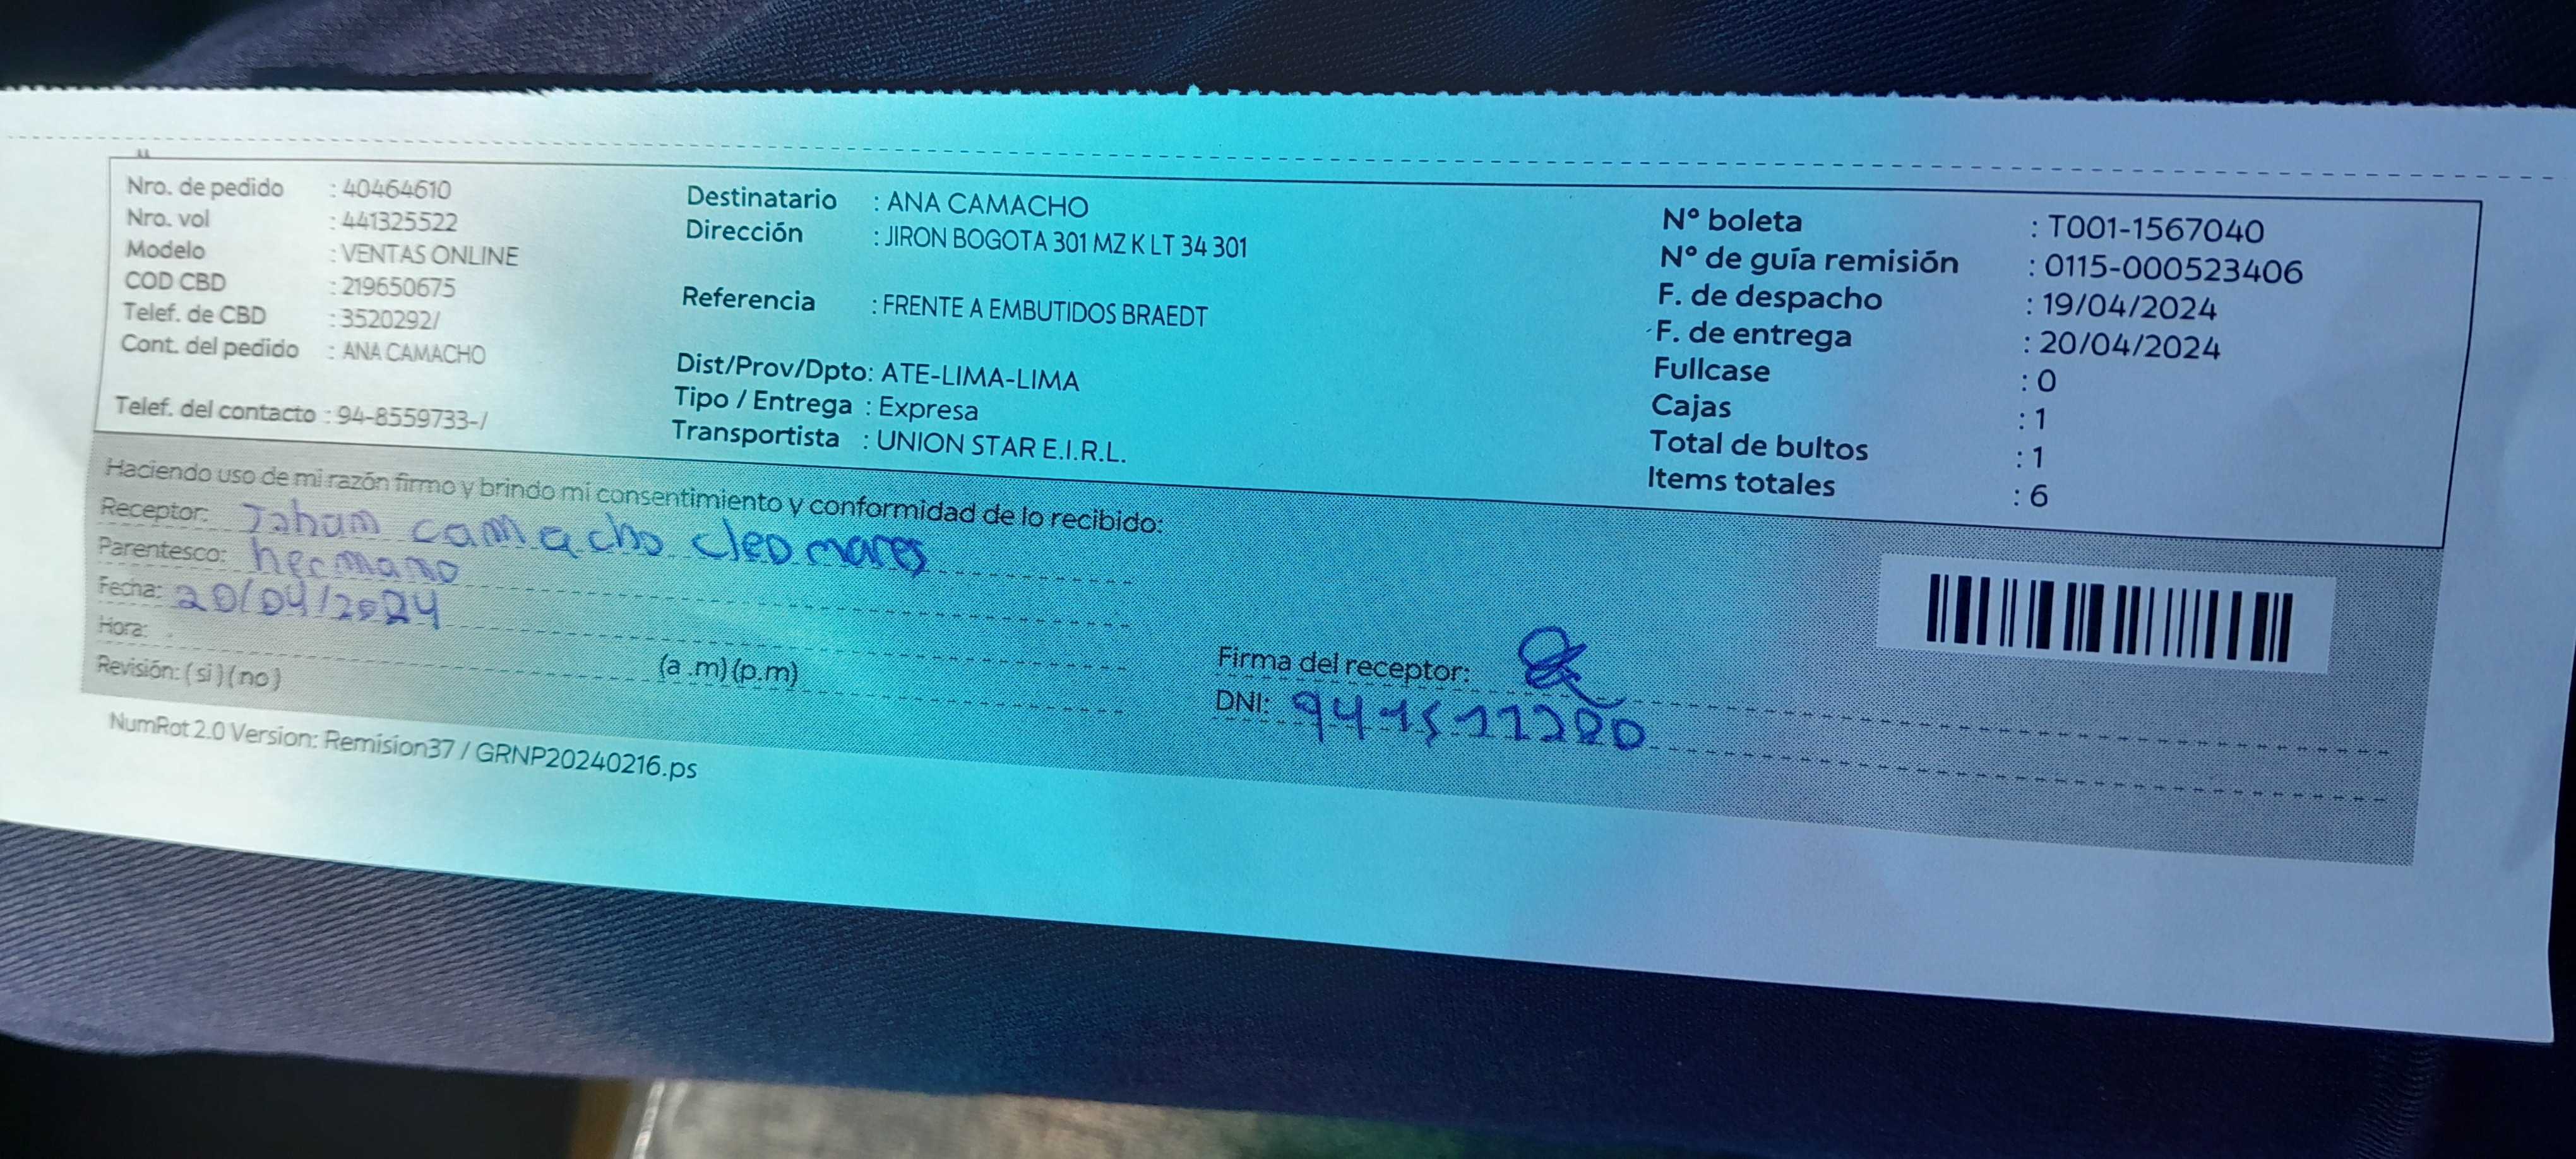 Nro. de pedido : 40464610
Nro. vol : 441325522
Modelo : VENTAS ONLINE
COD CBD : 219650675
Telef. de CBD : 3520292/
Cont. del pedido : ANA CAMACHO
Telef. del contacto : 94-8559733-/
Destinatario : ANA CAMACHO
Dirección : JIRON BOGOTA 301 MZ K LT 34 301
Referencia : FRENTE A EMBUTIDOS BRAEDT
Dist/Prov/Dpto: ATE-LIMA-LIMA
Tipo / Entrega : Expresa
Transportista : UNION STAR E.I.R.L.
N° boleta : T001-1567040
N° de guía remisión : 0115-000523406
F. de despacho : 19/04/2024
F. de entrega : 20/04/2024
Fullcase : 0
Cajas : 1
Total de bultos : 1
Items totales : 6
Haciendo uso de mi razón firmo y brindo mi consentimiento y conformidad de lo recibido:
Receptor: camacho cleomares
Parentesco: hermano
Fecha: 20/04/2024
Hora: (a .m) (p.m)
Revisión: ( si ) ( no )
Firma del receptor:
DNI:
NumRot 2.0 Version: Remision37 / GRNP20240216.ps